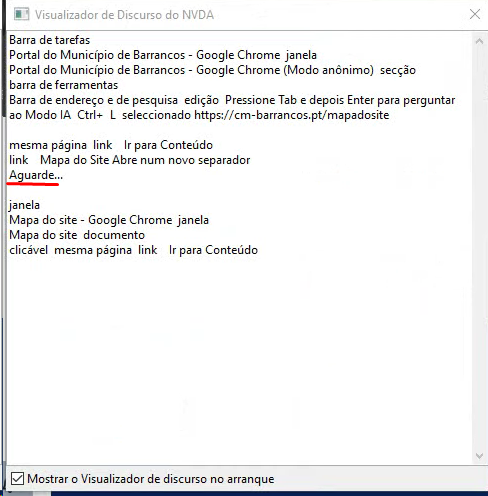 Visualizador de Discurso do NVDA
Barra de tarefas
Portal do Município de Barrancos - Google Chrome  janela
Portal do Município de Barrancos - Google Chrome (Modo anônimo)  secção
barra de ferramentas
Barra de endereço e de pesquisa  edição  Pressione Tab e depois Enter para perguntar
ao Modo IA  Ctrl+  L  seleccionado https://cm-barrancos.pt/mapadosite
mesma página  link    Ir para Conteúdo
link    Mapa do Site Abre num novo separador
Aguarde...
janela
Mapa do site - Google Chrome  janela
Mapa do site  documento
clicável  mesma página  link    Ir para Conteúdo
Mostrar o Visualizador de discurso no arranque